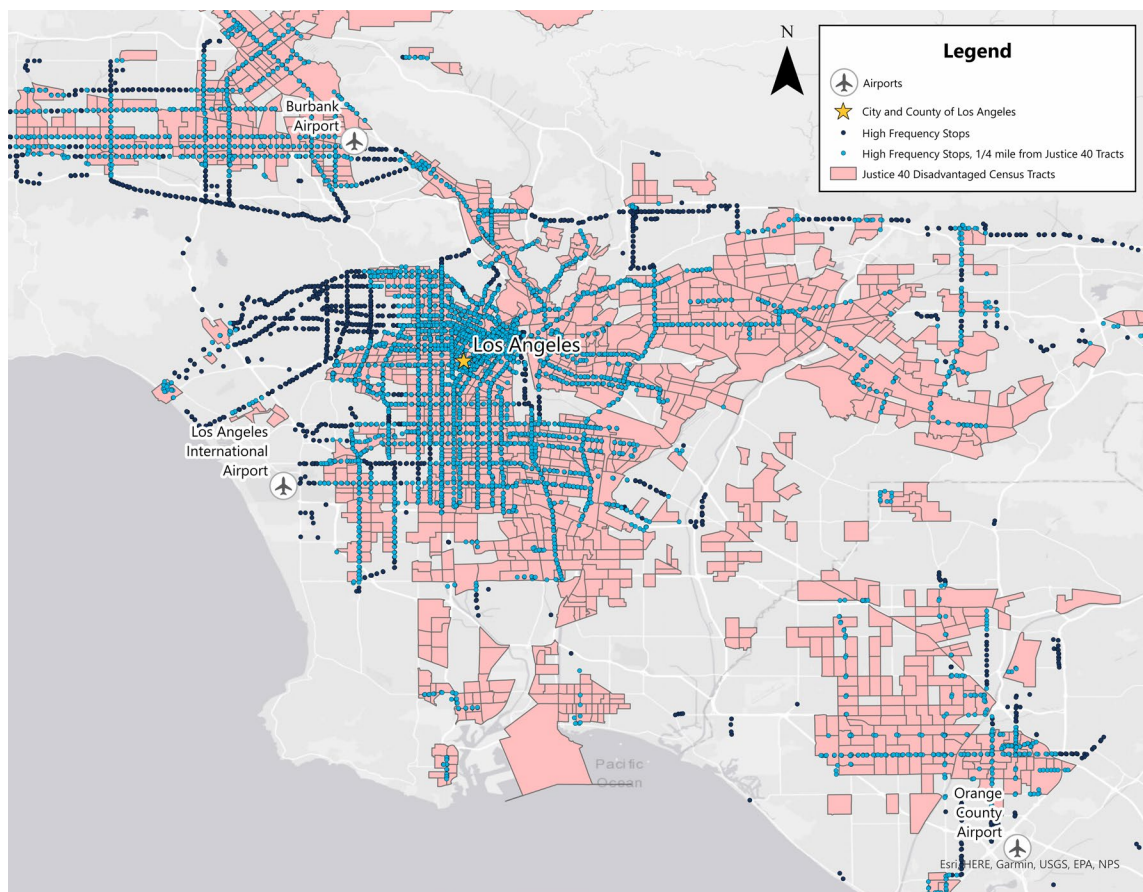 N
Legend
Airports
City and County of Los Angeles
High Frequency Stops
High Frequency Stops, 1/4 mile from Justice 40 Tracts
Justice 40 Disadvantaged Census Tracts
Burbank
Airport
Los Angeles
Los Angeles
International
Airport
Pacific
Ocean
Orange
County
Airport
Esri, HERE, Garmin, USGS, EPA, NPS